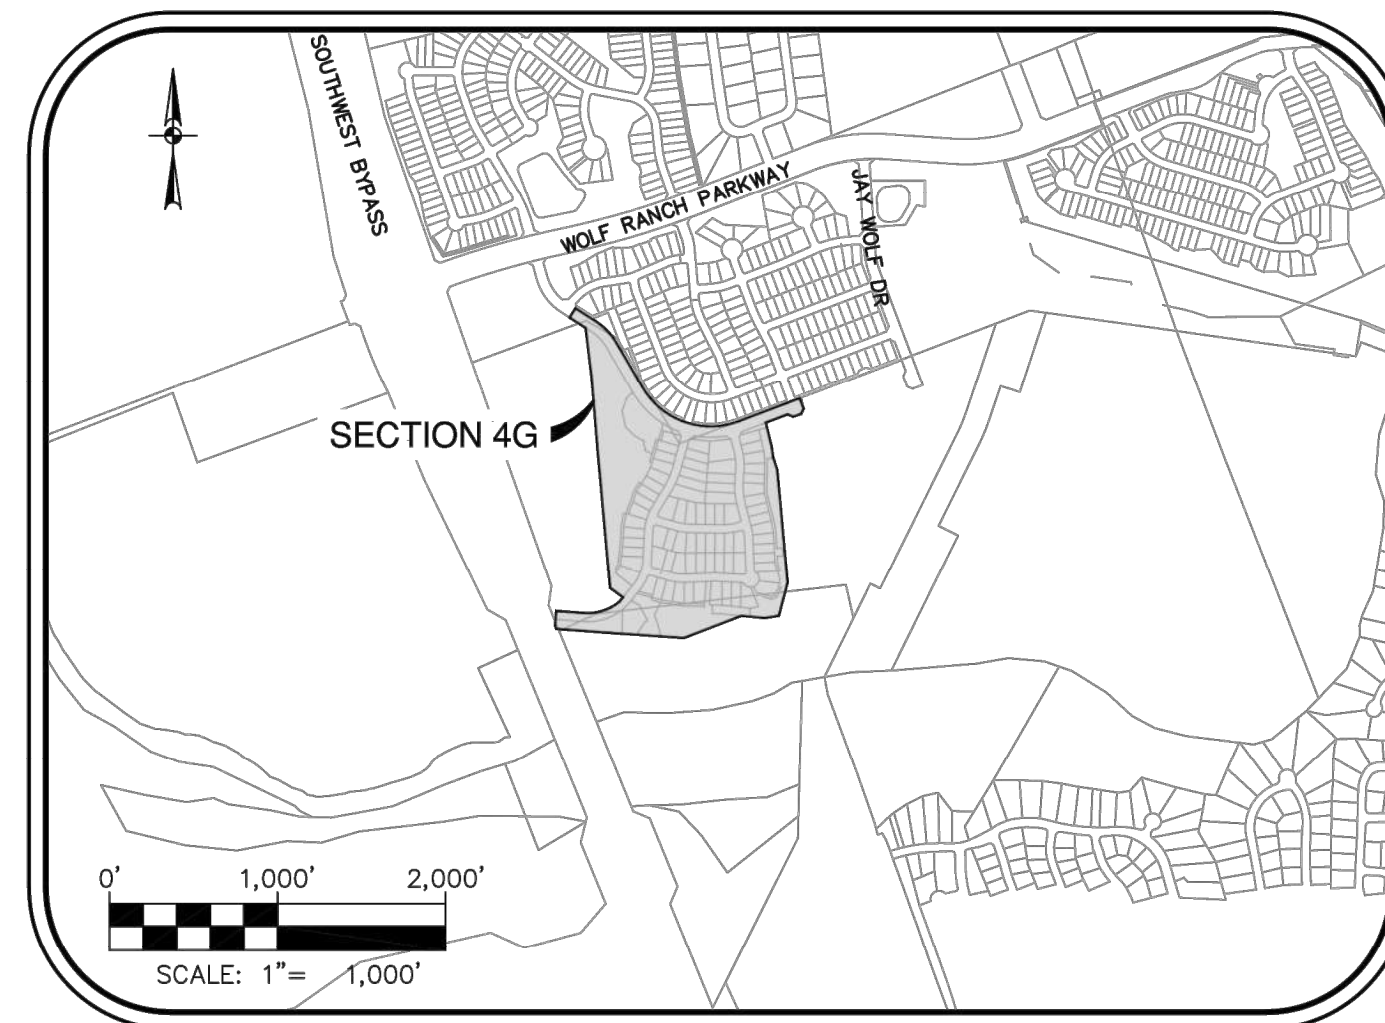 SOUTHWEST BYPASS
WOLF RANCH PARKWAY
JAY WOLF DR
SECTION 4G
0' 1,000' 2,000'
SCALE: 1"= 1,000'